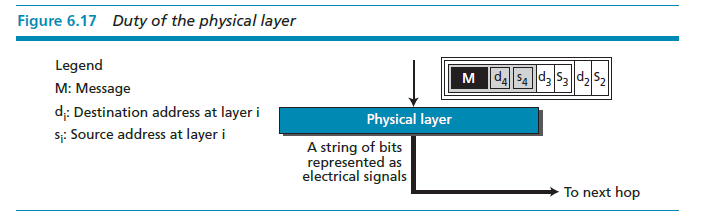 Figure 6.17 Duty of the physical layer
Legend
M: Message
di: Destination address at layer i
si: Source address at layer i
M d4 s4 d3 s3 d2 s2
Physical layer
A string of bits
represented as
electrical signals
To next hop